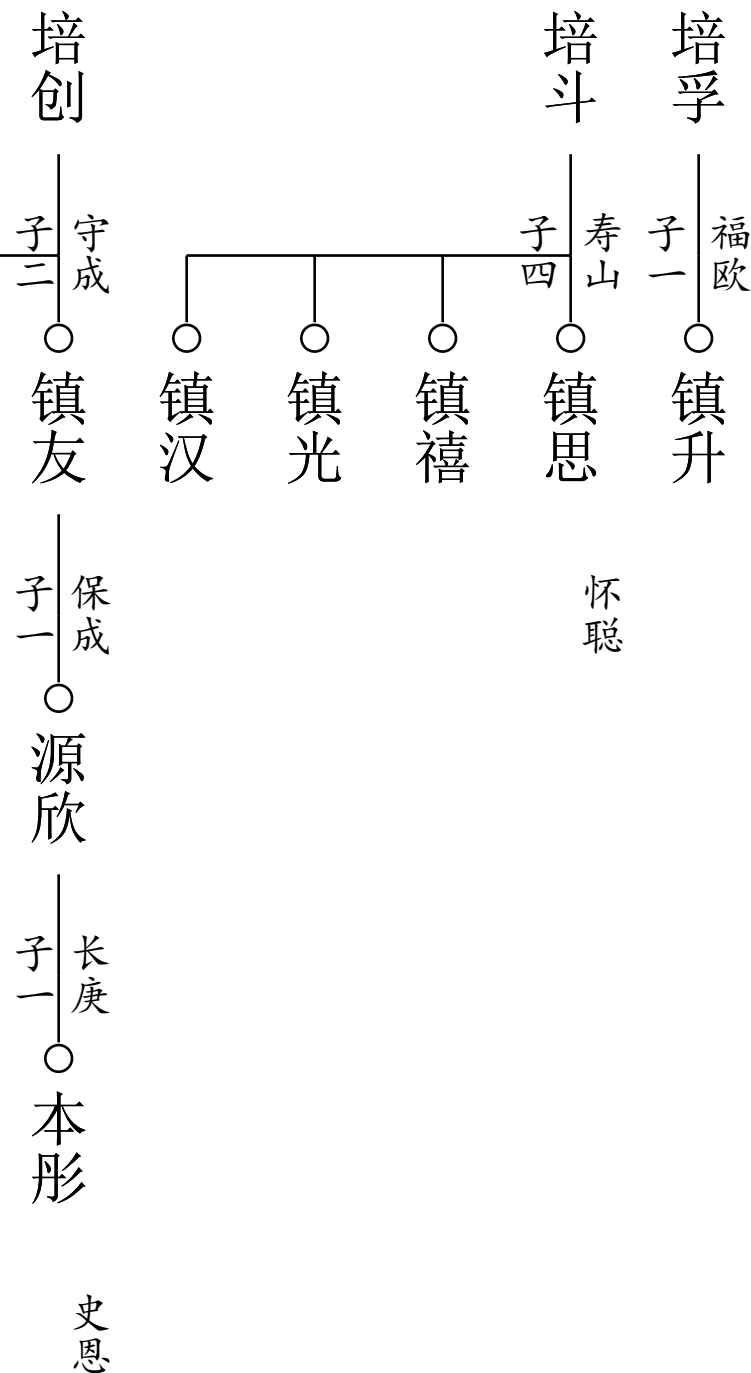 培孚
福欧
子一
镇升
培斗
寿山
子四
镇思
怀聪
镇禧
镇光
镇汉
培创
守成
子二
镇友
保成
子一
源欣
长庚
子一
本彤
史恩